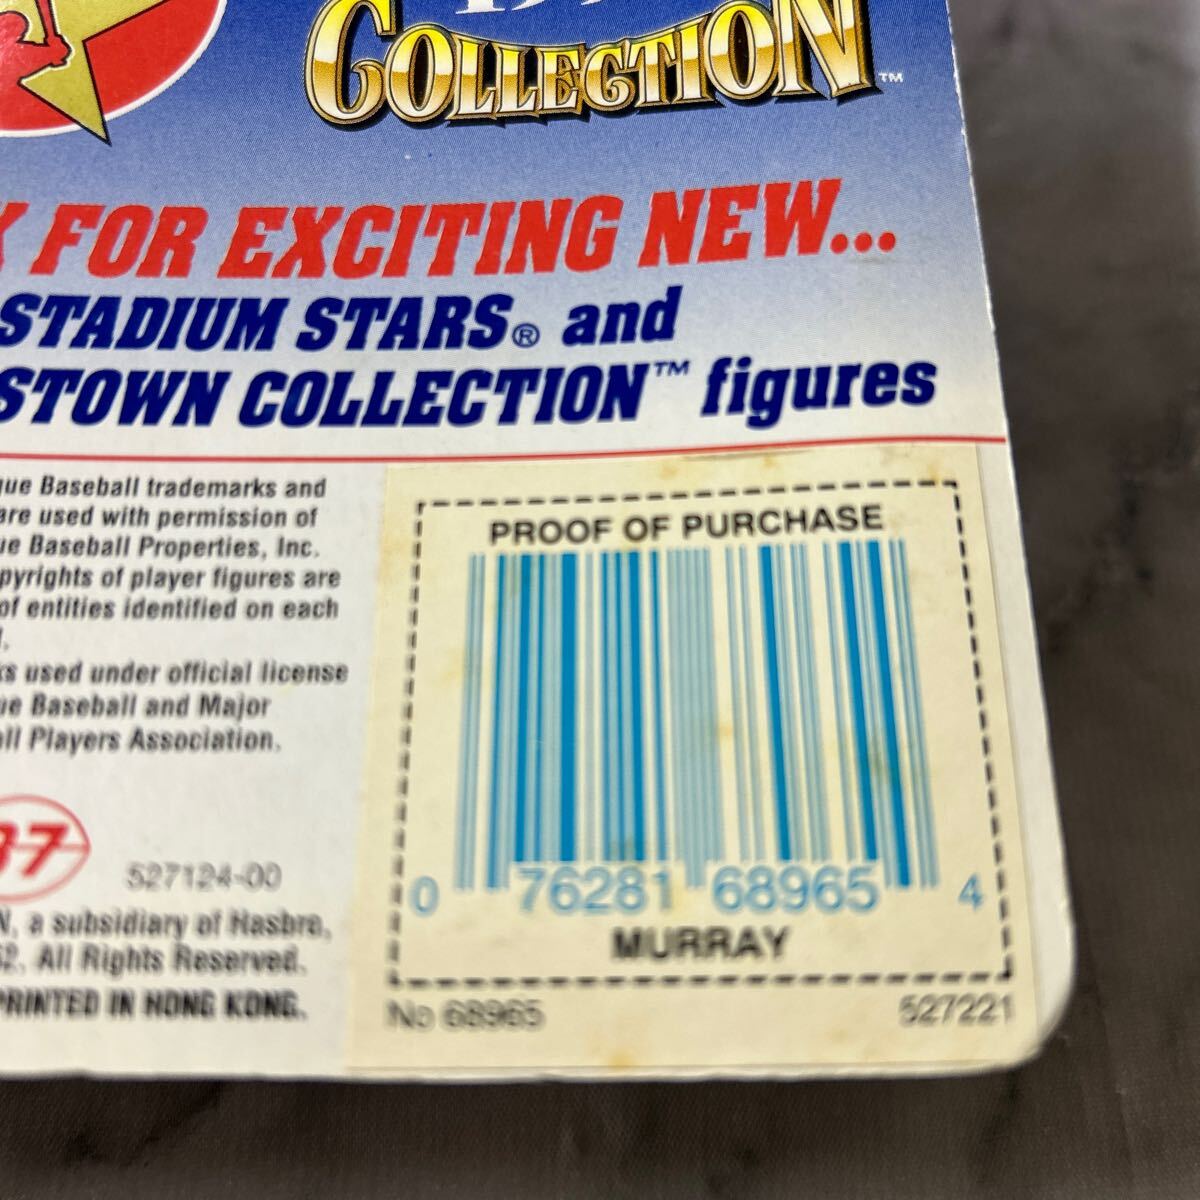 COLLECTION™
FOR EXCITING NEW...
STADIUM STARS® and
STOWN COLLECTION™ figures
ue Baseball trademarks and
are used with permission of
ue Baseball Properties, Inc.
pyrights of player figures are
of entities identified on each
s used under official license
ue Baseball and Major
ll Players Association.
37
527124-00
N, a subsidiary of Hasbro,
52. All Rights Reserved.
PRINTED IN HONG KONG.
PROOF OF PURCHASE
0 76281 68965 4
MURRAY
No 68965
527221